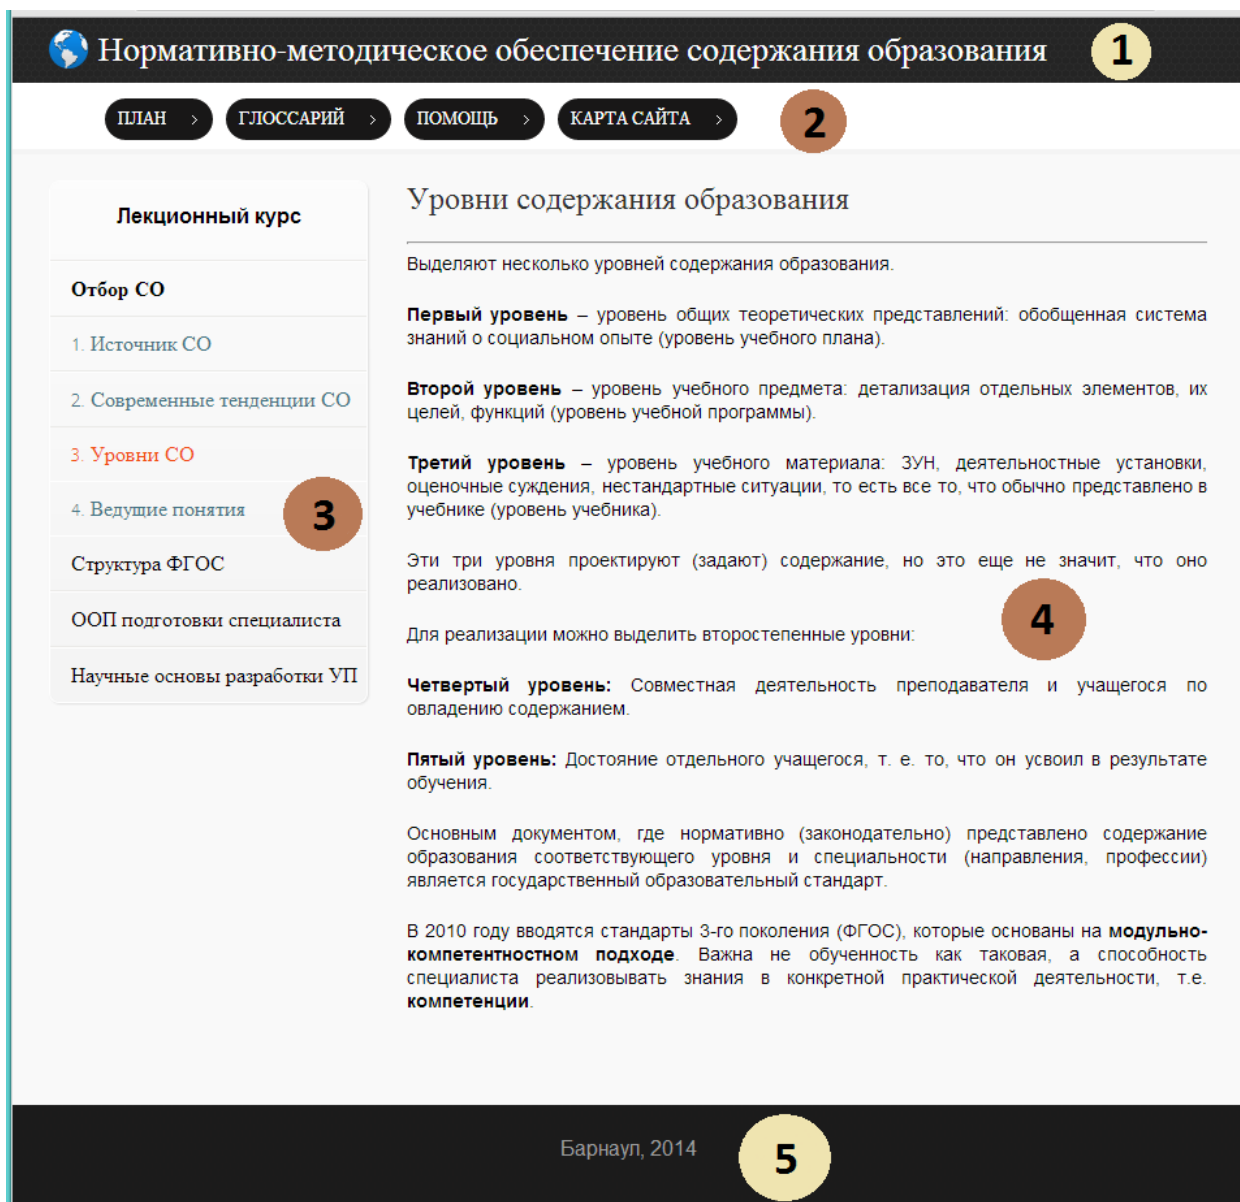 Нормативно-методическое обеспечение содержания образования
1
ПЛАН > ГЛОССАРИЙ > ПОМОЩЬ > КАРТА САЙТА >
2
Лекционный курс
Отбор СО
1. Источник СО
2. Современные тенденции СО
3. Уровни СО
4. Ведущие понятия
3
Структура ФГОС
ООП подготовки специалиста
Научные основы разработки УП
Уровни содержания образования
Выделяют несколько уровней содержания образования.
Первый уровень – уровень общих теоретических представлений: обобщенная система
знаний о социальном опыте (уровень учебного плана).
Второй уровень – уровень учебного предмета: детализация отдельных элементов, их
целей, функций (уровень учебной программы).
Третий уровень – уровень учебного материала: ЗУН, деятельностные установки,
оценочные суждения, нестандартные ситуации, то есть все то, что обычно представлено в
учебнике (уровень учебника).
Эти три уровня проектируют (задают) содержание, но это еще не значит, что оно
реализовано.
4
Для реализации можно выделить второстепенные уровни:
Четвертый уровень: Совместная деятельность преподавателя и учащегося по
овладению содержанием.
Пятый уровень: Достояние отдельного учащегося, т. е. то, что он усвоил в результате
обучения.
Основным документом, где нормативно (законодательно) представлено содержание
образования соответствующего уровня и специальности (направления, профессии)
является государственный образовательный стандарт.
В 2010 году вводятся стандарты 3-го поколения (ФГОС), которые основаны на модульно-
компетентностном подходе. Важна не обученность как таковая, а способность
специалиста реализовывать знания в конкретной практической деятельности, т.е.
компетенции.
Барнаул, 2014
5